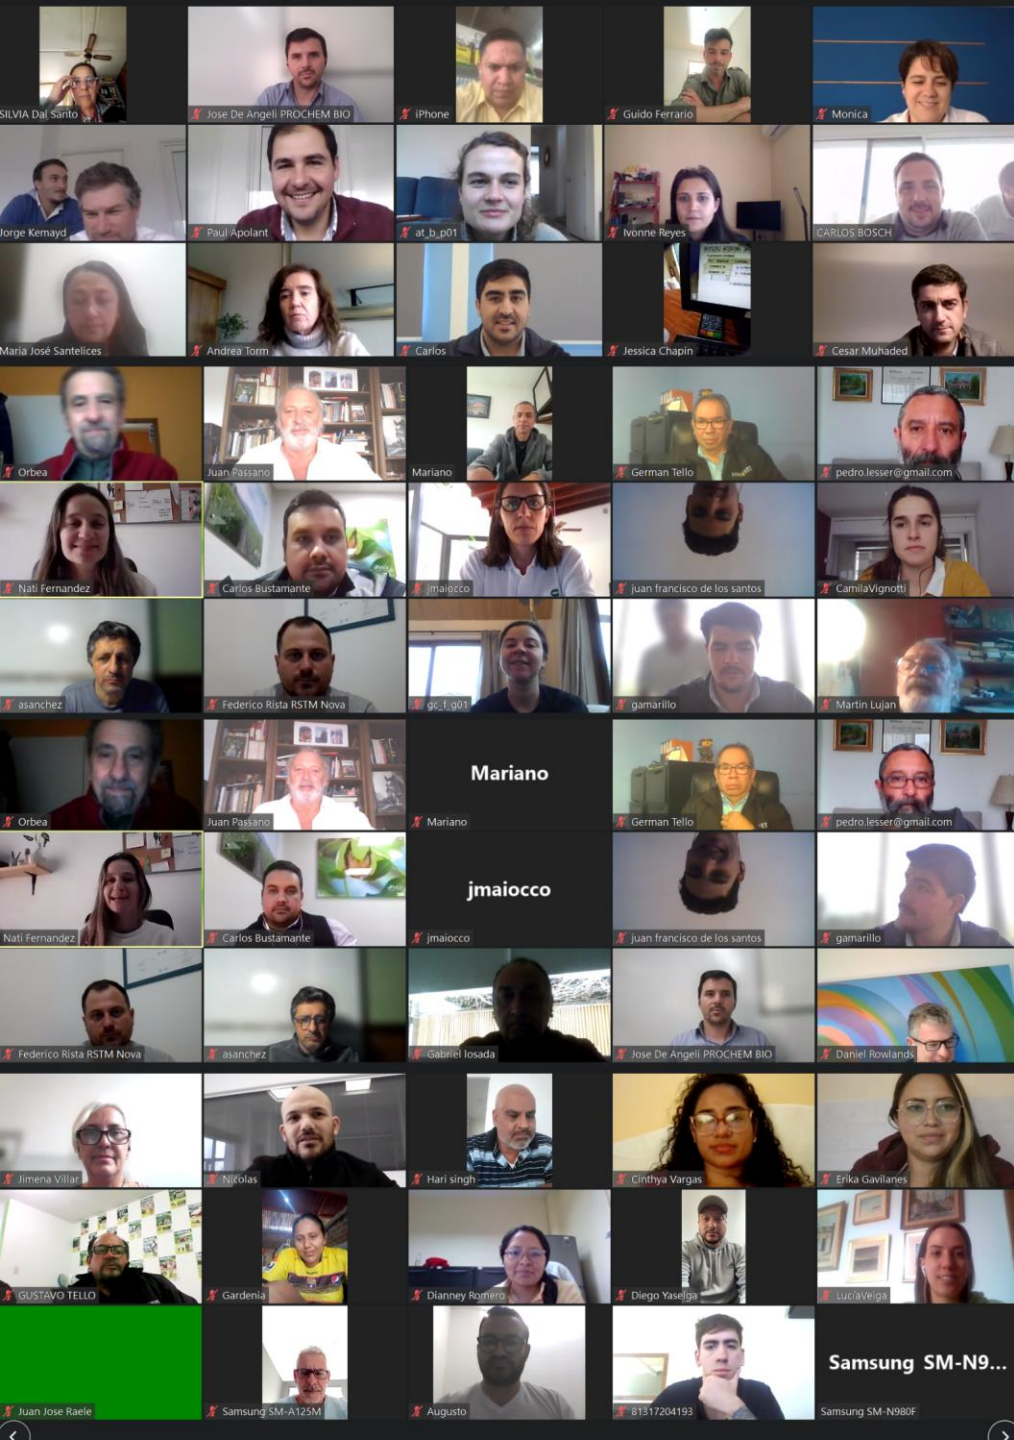 SILVIA Dal Santo
Jose De Angeli PROCHEM BIO
iPhone
Guido Ferrario
Monica
Jorge Kemayd
Paul Apolant
at_b_p01
Ivonne Reyes
CARLOS BOSCH
María José Santelices
Andrea Torm
Carlos
Jessica Chapin
Cesar Muhaded
Orbea
Juan Passano
Mariano
German Tello
pedro.lesser@gmail.com
Nati Fernandez
Carlos Bustamante
jmaiocco
juan francisco de los santos
CamilaVignotti
asanchez
Federico Rista RSTM Nova
gc_f_g01
gamarillo
Martin Lujan
Orbea
Juan Passano
Mariano
Mariano
German Tello
pedro.lesser@gmail.com
Nati Fernandez
Carlos Bustamante
jmaiocco
jmaiocco
juan francisco de los santos
gamarillo
Federico Rista RSTM Nova
asanchez
Gabriel losada
Jose De Angeli PROCHEM BIO
Daniel Rowlands
Jimena Villar
Nicolas
Hari singh
Cinthya Vargas
Erika Gavilanes
GUSTAVO TELLO
Gardenia
Dianney Romero
Diego Yaselga
LucíaVeiga
Juan Jose Raele
Samsung SM-A125M
Augusto
81317204193
Samsung SM-N9...
Samsung SM-N980F